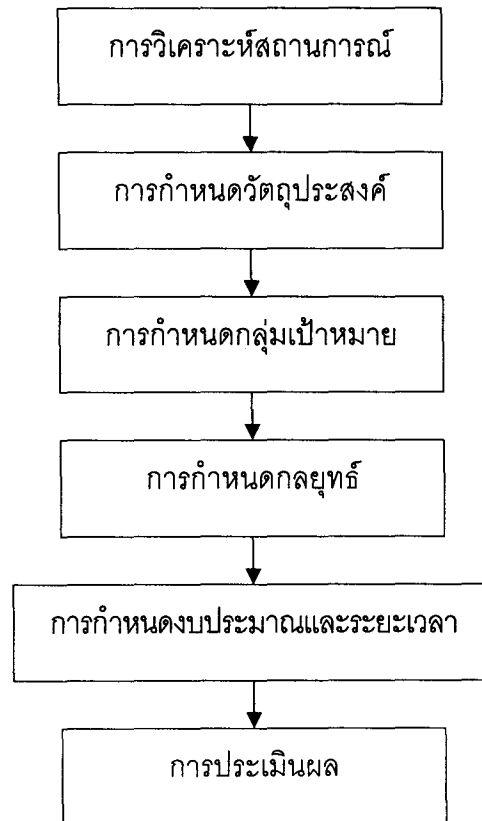 การวิเคราะห์สถานการณ์
การกำหนดวัตถุประสงค์
การกำหนดกลุ่มเป้าหมาย
การกำหนดกลยุทธ์
การกำหนดงบประมาณและระยะเวลา
การประเมินผล